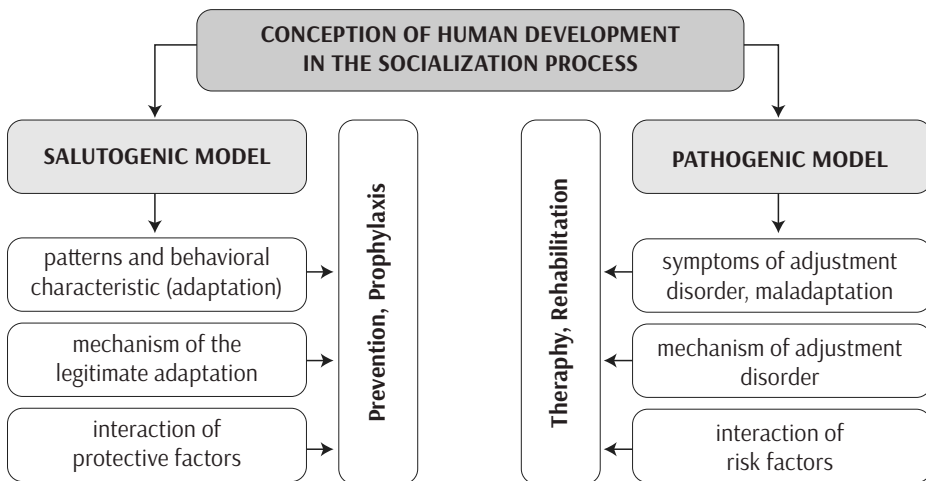 CONCEPTION OF HUMAN DEVELOPMENT
IN THE SOCIALIZATION PROCESS
SALUTOGENIC MODEL
patterns and behavioral
characteristic (adaptation)
mechanism of the
legitimate adaptation
interaction of
protective factors
Prevention, Prophylaxis
Theraphy, Rehabilitation
PATHOGENIC MODEL
symptoms of adjustment
disorder, maladaptation
mechanism of adjustment
disorder
interaction of
risk factors